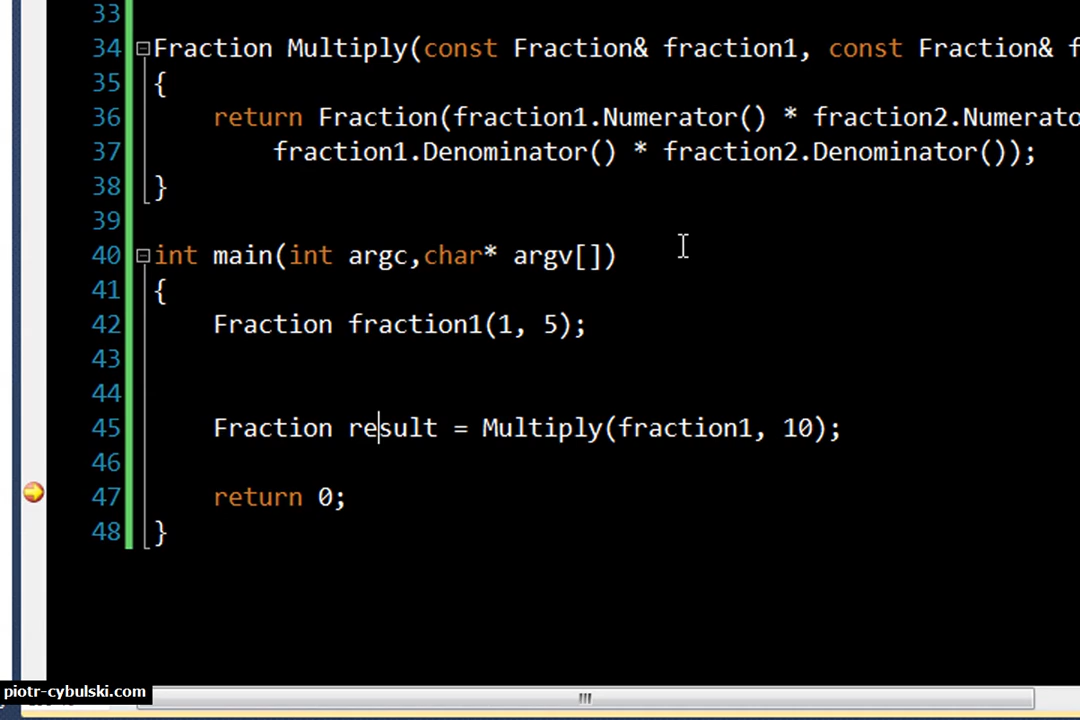 33
34 Fraction Multiply(const Fraction& fraction1, const Fraction& f
35 {
36 return Fraction(fraction1.Numerator() * fraction2.Numerato
37 fraction1.Denominator() * fraction2.Denominator());
38 }
39
40 int main(int argc,char* argv[])
41 {
42 Fraction fraction1(1, 5);
43
44
45 Fraction result = Multiply(fraction1, 10);
46
47 return 0;
48 }
piotr-cybulski.com